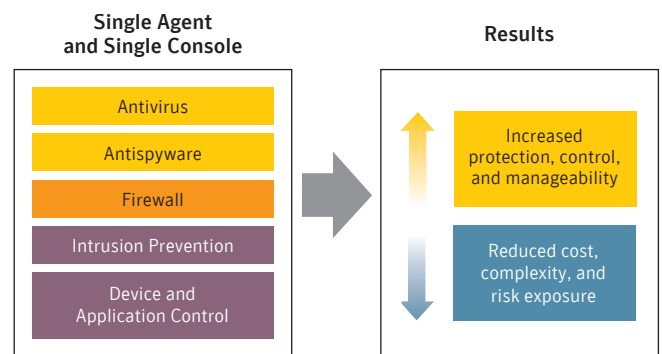 Single Agent
and Single Console
Antivirus
Antispyware
Firewall
Intrusion Prevention
Device and
Application Control
Results
Increased
protection, control,
and manageability
Reduced cost,
complexity, and
risk exposure